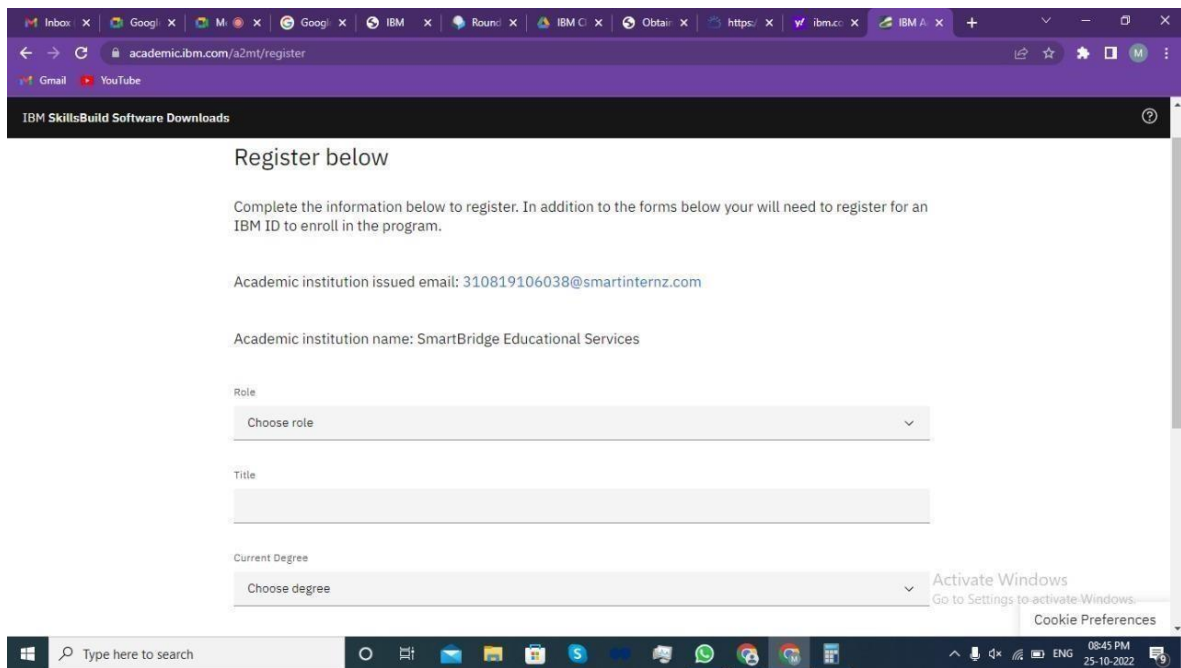 Inbox
Googl
M
Googl
IBM
Round
IBM Cl
Obtain
https:/
ibm.cc
IBM A
academic.ibm.com/a2mt/register
M
Gmail
YouTube
IBM SkillsBuild Software Downloads
Register below
Complete the information below to register. In addition to the forms below your will need to register for an
IBM ID to enroll in the program.
Academic institution issued email: 310819106038@smartinternz.com
Academic institution name: SmartBridge Educational Services
Role
Choose role
Title
Current Degree
Choose degree
Activate Windows
Go to Settings to activate Windows.
Cookie Preferences
Type here to search
ENG
08:45 PM
25-10-2022